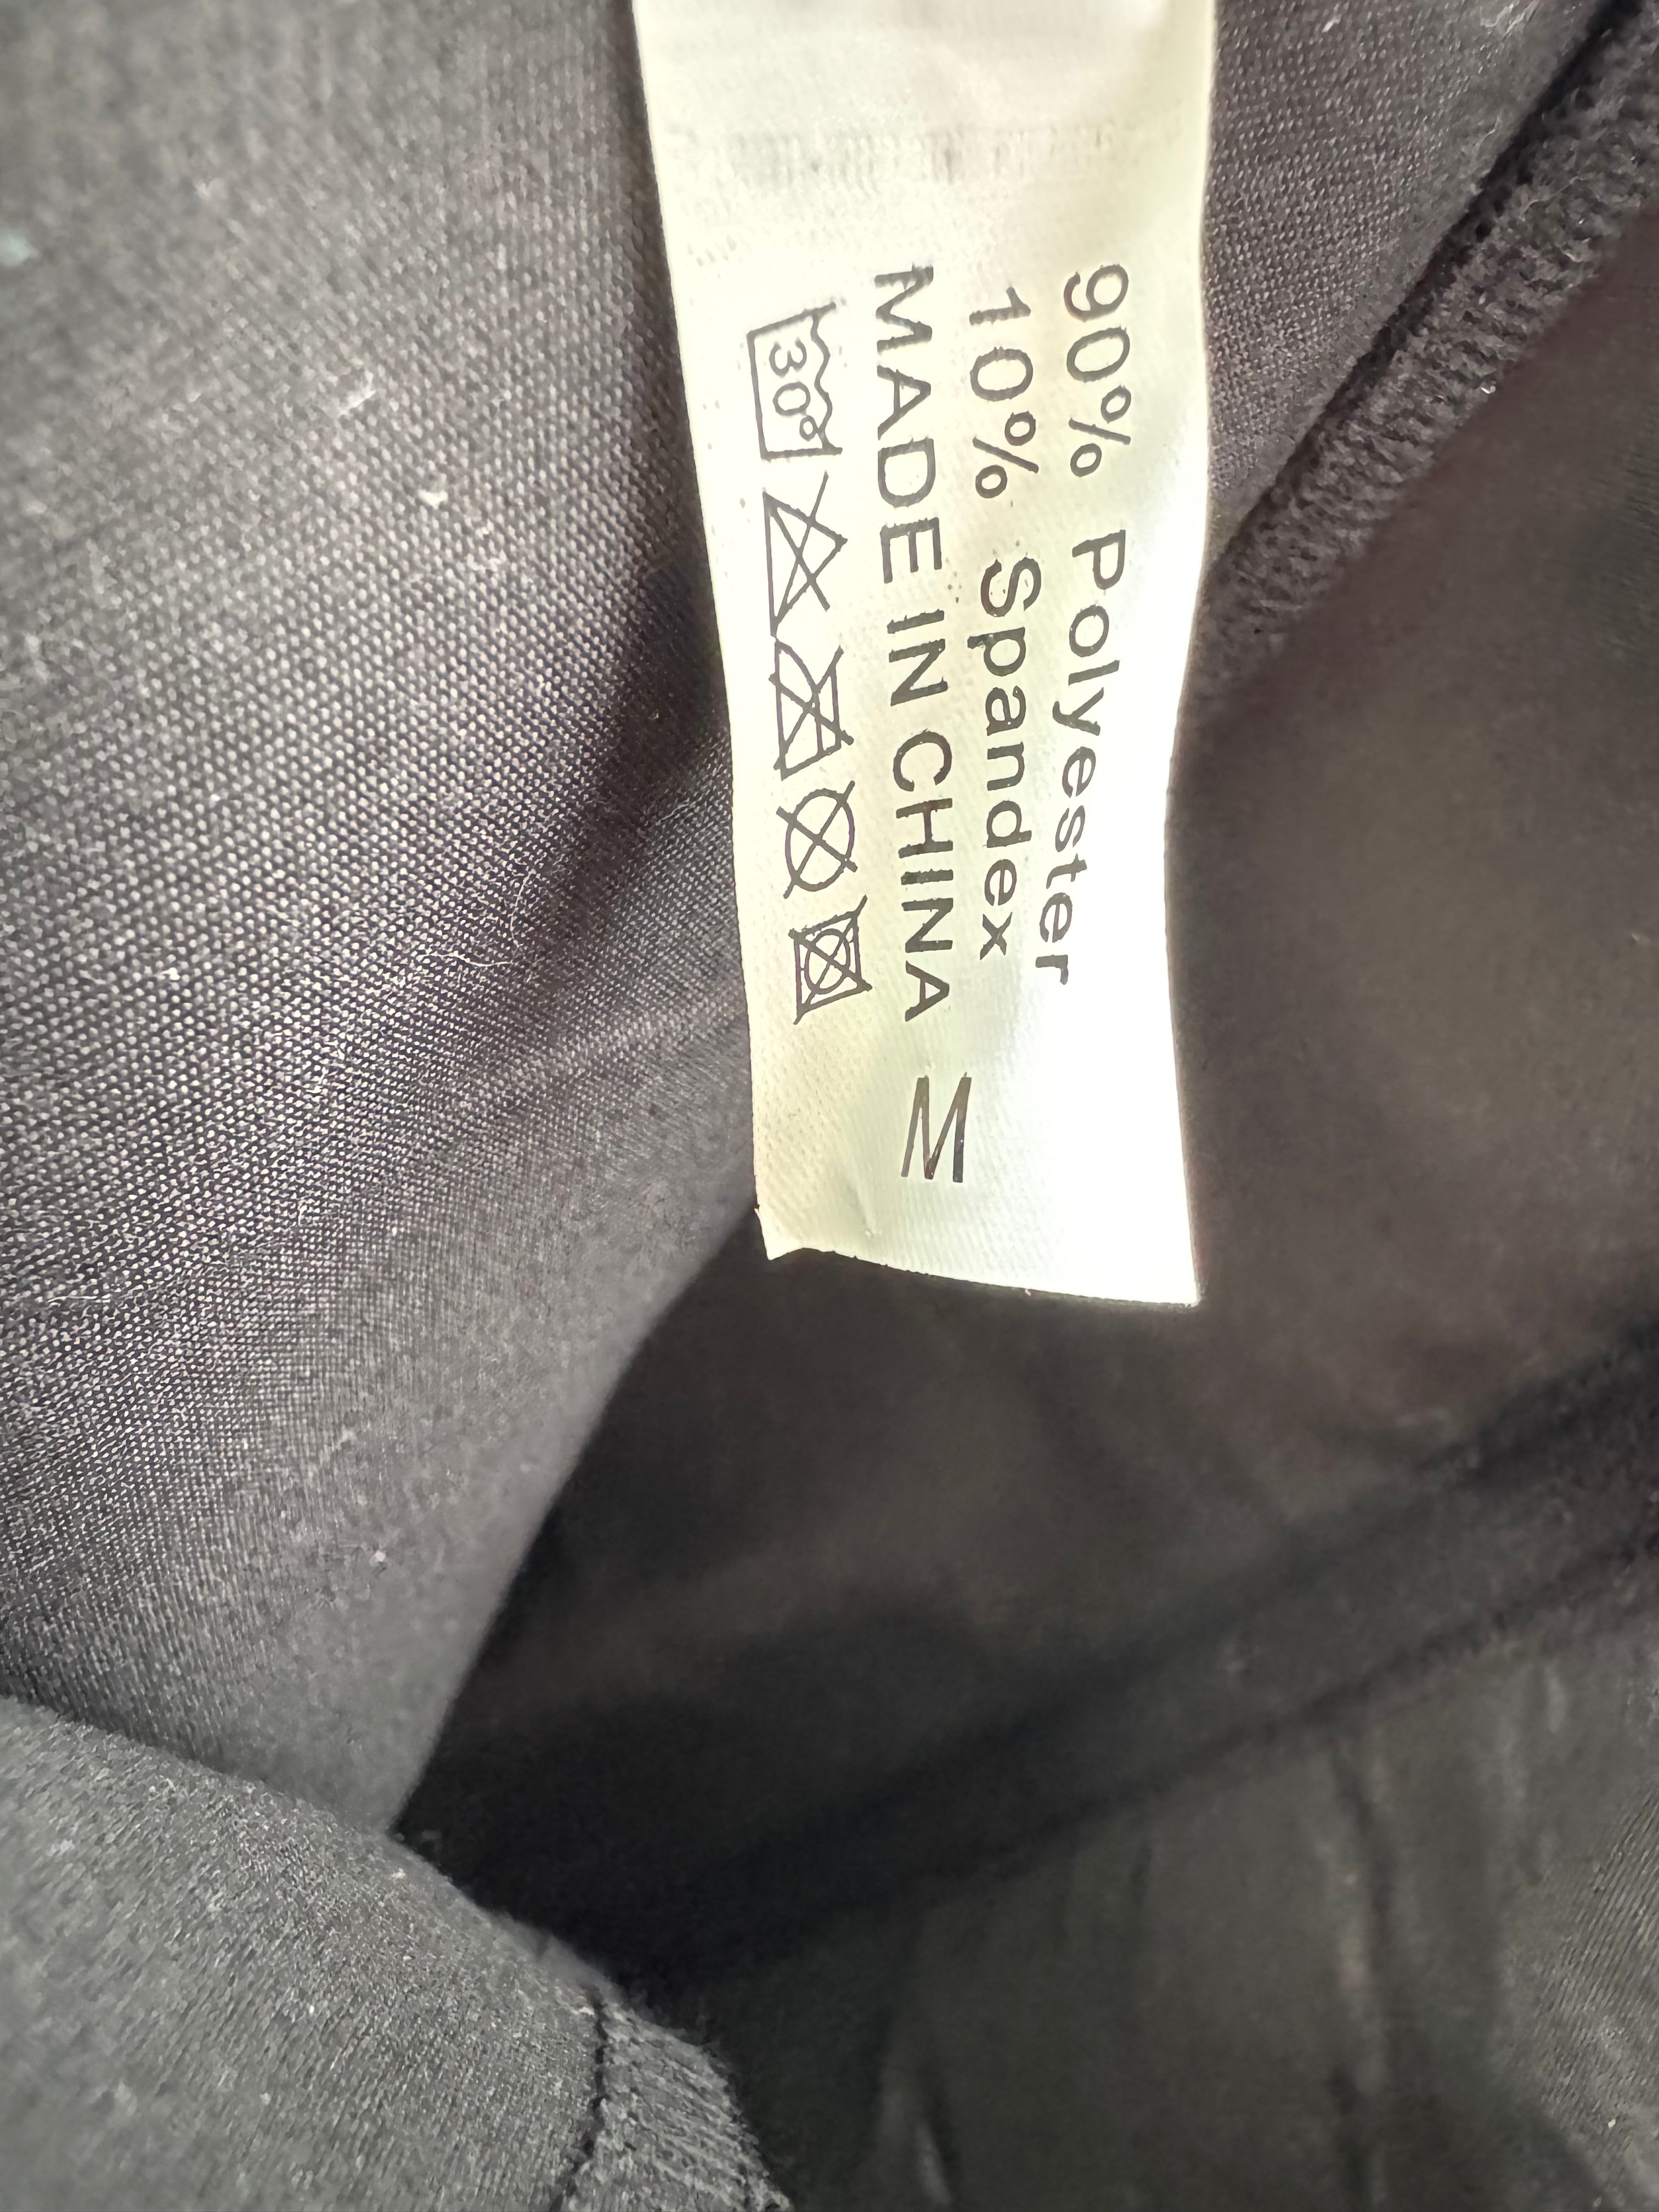 90% Polyester
10% Spandex
MADE IN CHINA M
30°